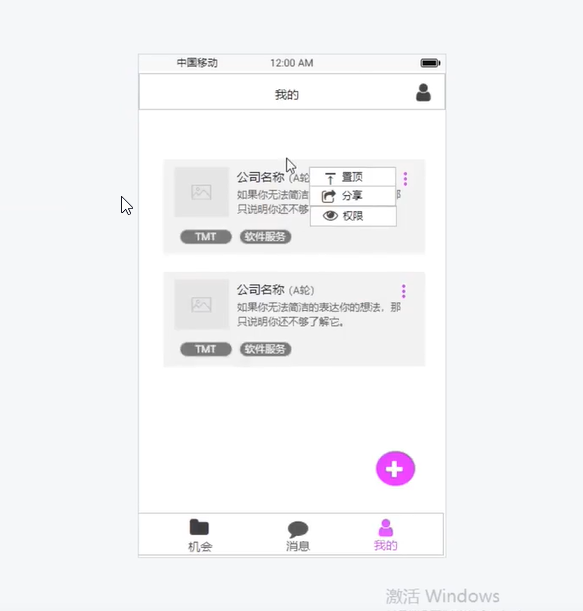 中国移动 12:00 AM
我的
公司名称 (A轮
置顶
如果你无法简洁
分享
那
只说明你还不够
权限
TMT 软件服务
公司名称 (A轮)
如果你无法简洁的表达你的想法，那
只说明你还不够了解它。
TMT 软件服务
机会 消息 我的
激活 Windows